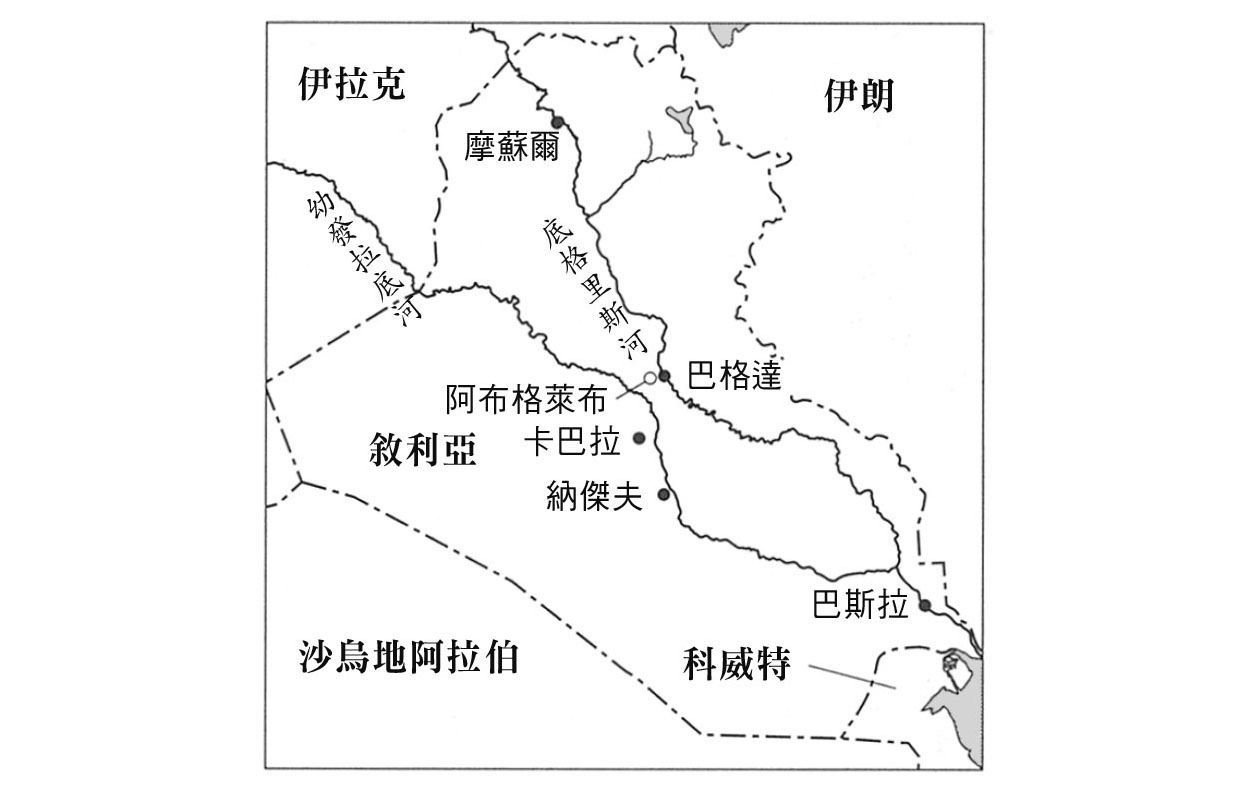 伊拉克
伊朗
摩蘇爾
幼發拉底河
底格里斯河
巴格達
阿布格萊布
卡巴拉
敘利亞
納傑夫
巴斯拉
沙烏地阿拉伯
科威特